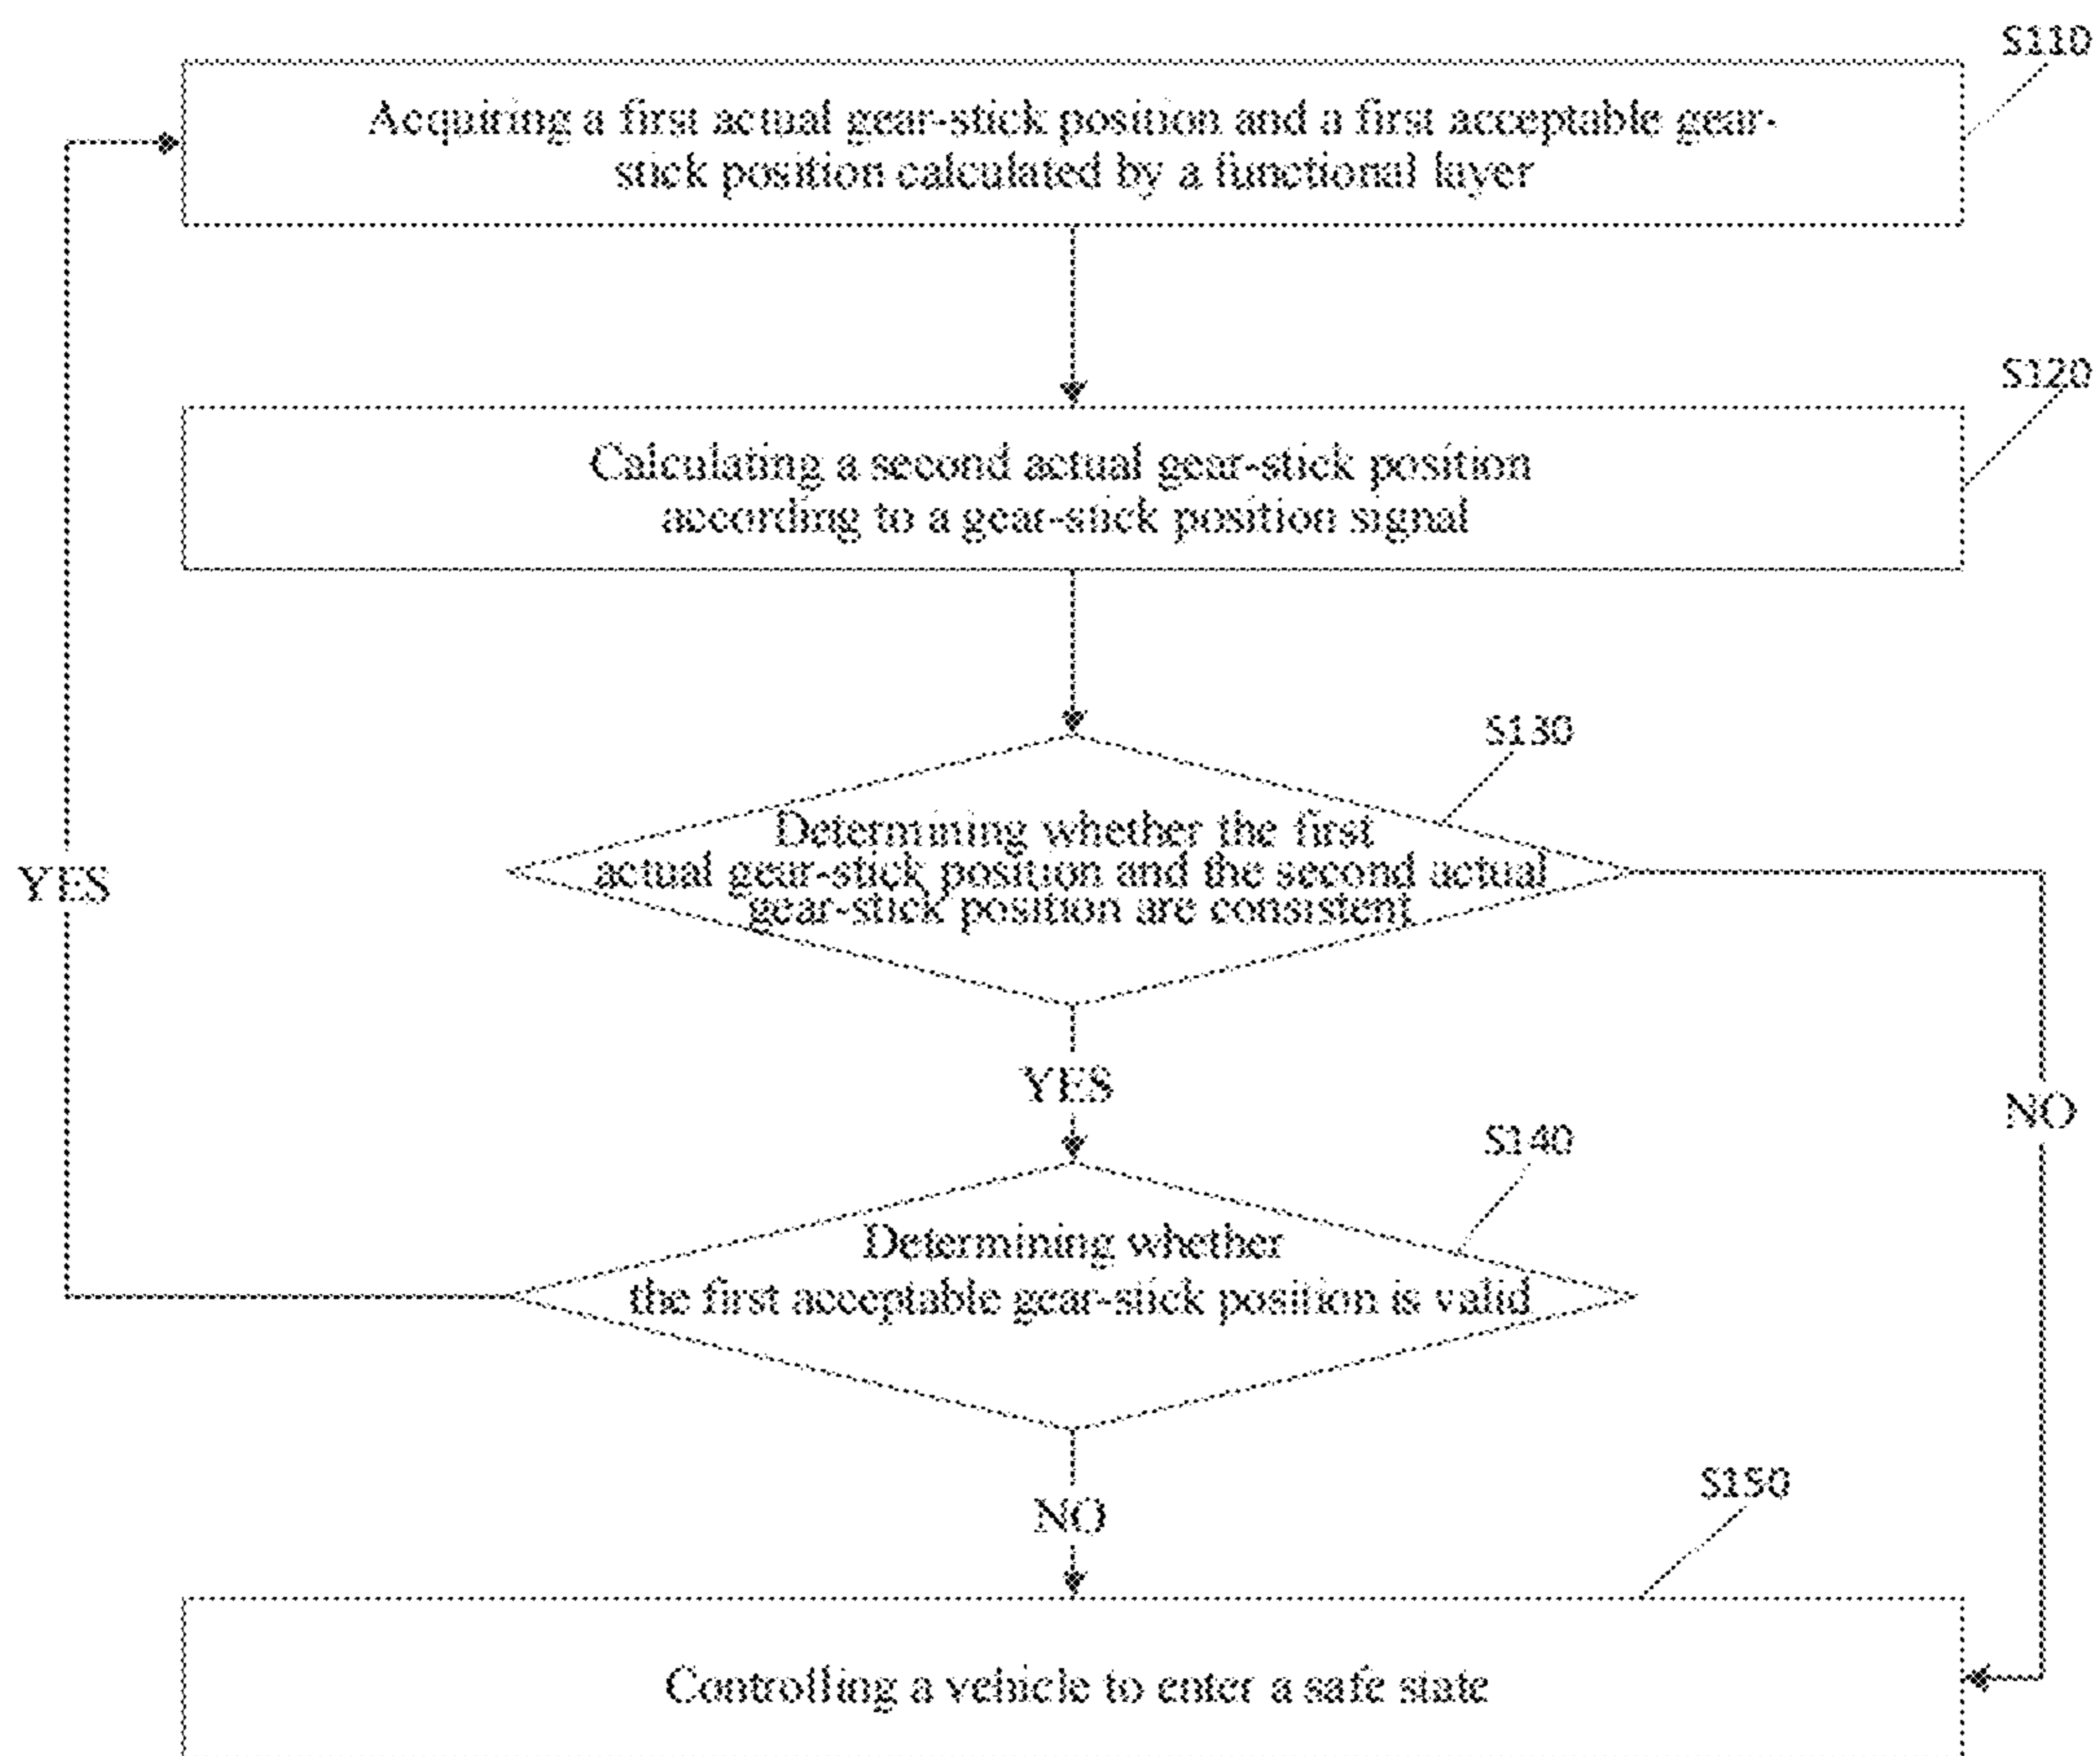 S110
Acquiring a first actual gear-stick position and a first acceptable gear-
stick position calculated by a functional layer
S120
Calculating a second actual gear-stick position
according to a gear-stick position signal
S130
Determining whether the first
actual gear-stick position and the second actual
gear-stick position are consistent
YES
YES
NO
S140
Determining whether
the first acceptable gear-stick position is valid
NO
S150
Controlling a vehicle to enter a safe state